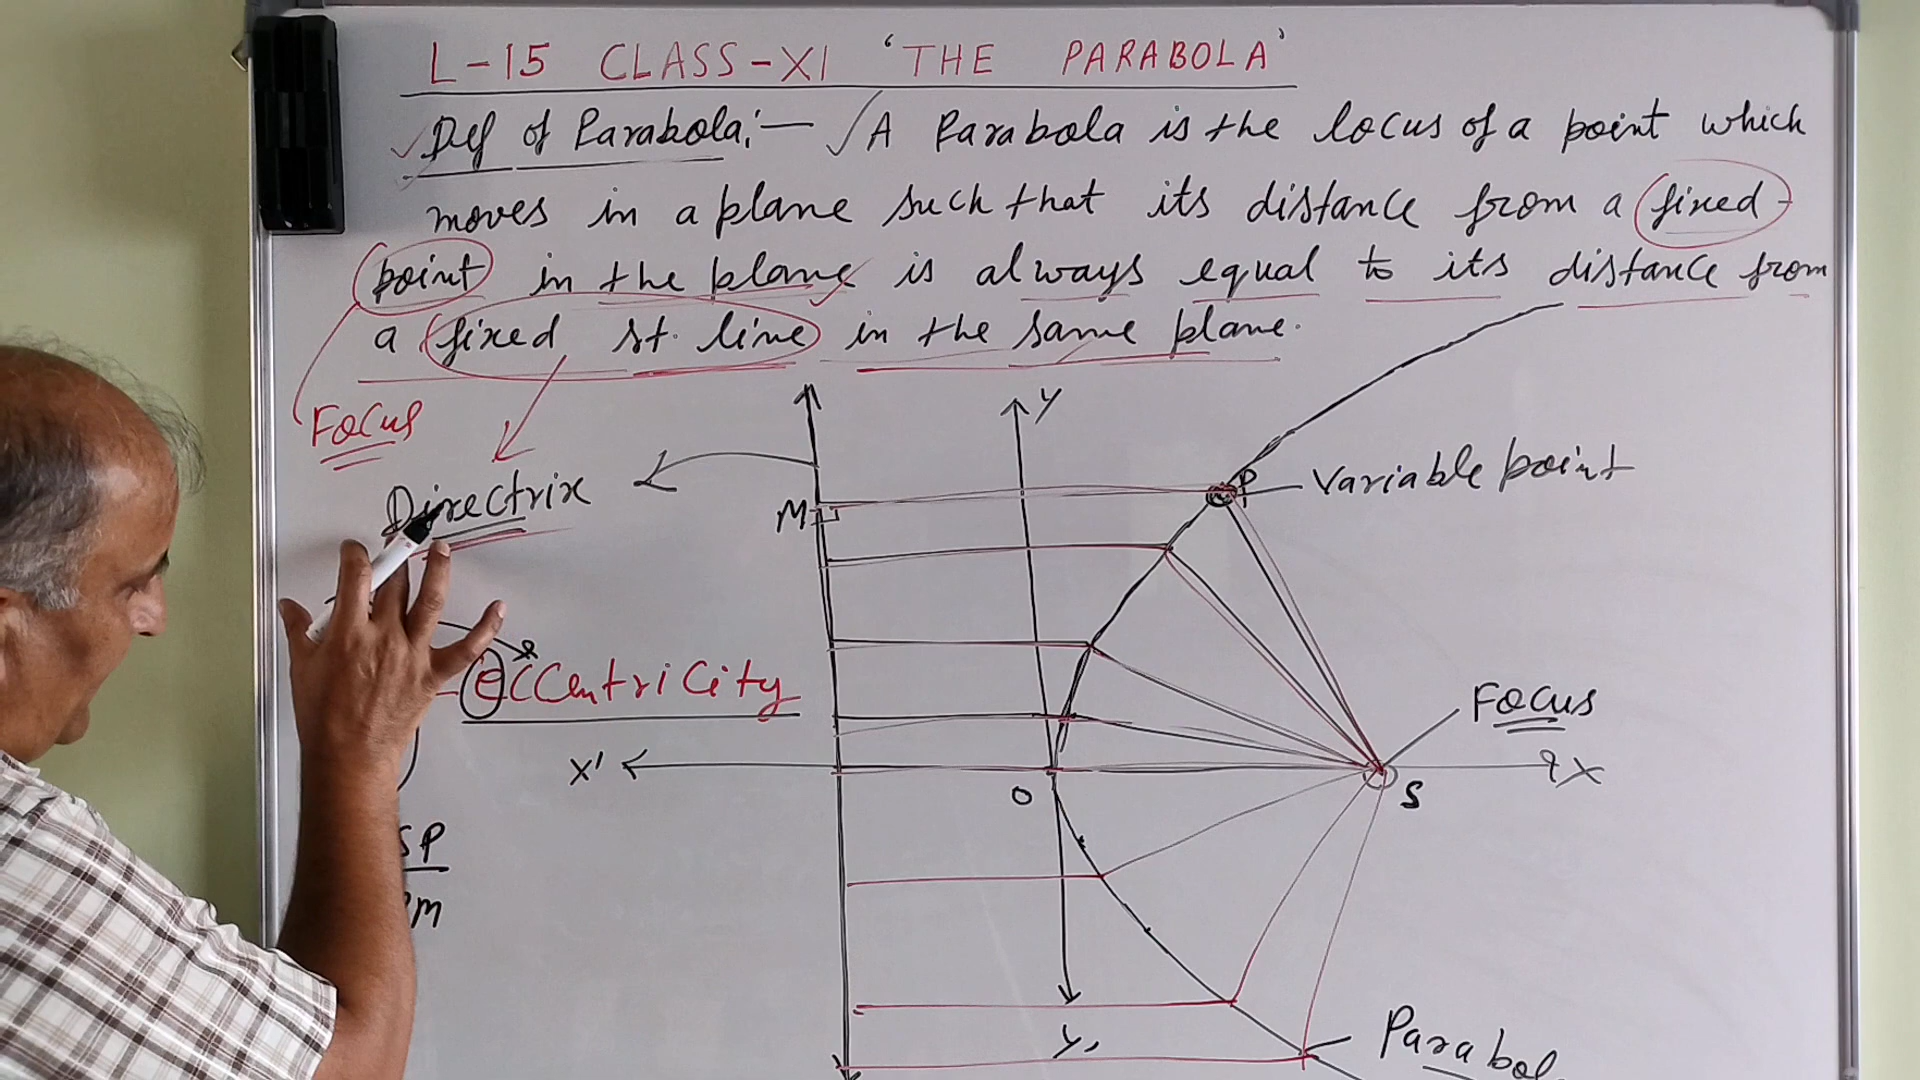 L-15 CLASS-XI 'THE PARABOLA'
Def of Parabola:— A Parabola is the locus of a point which
moves in a plane such that its distance from a fixed
point in the plane is always equal to its distance from
a fixed st. line in the same plane.
Focus
Directrix
Y
M
P
Variable point
eccentricity
Focus
X'
X
O
S
SP
PM
Y,
Parabol